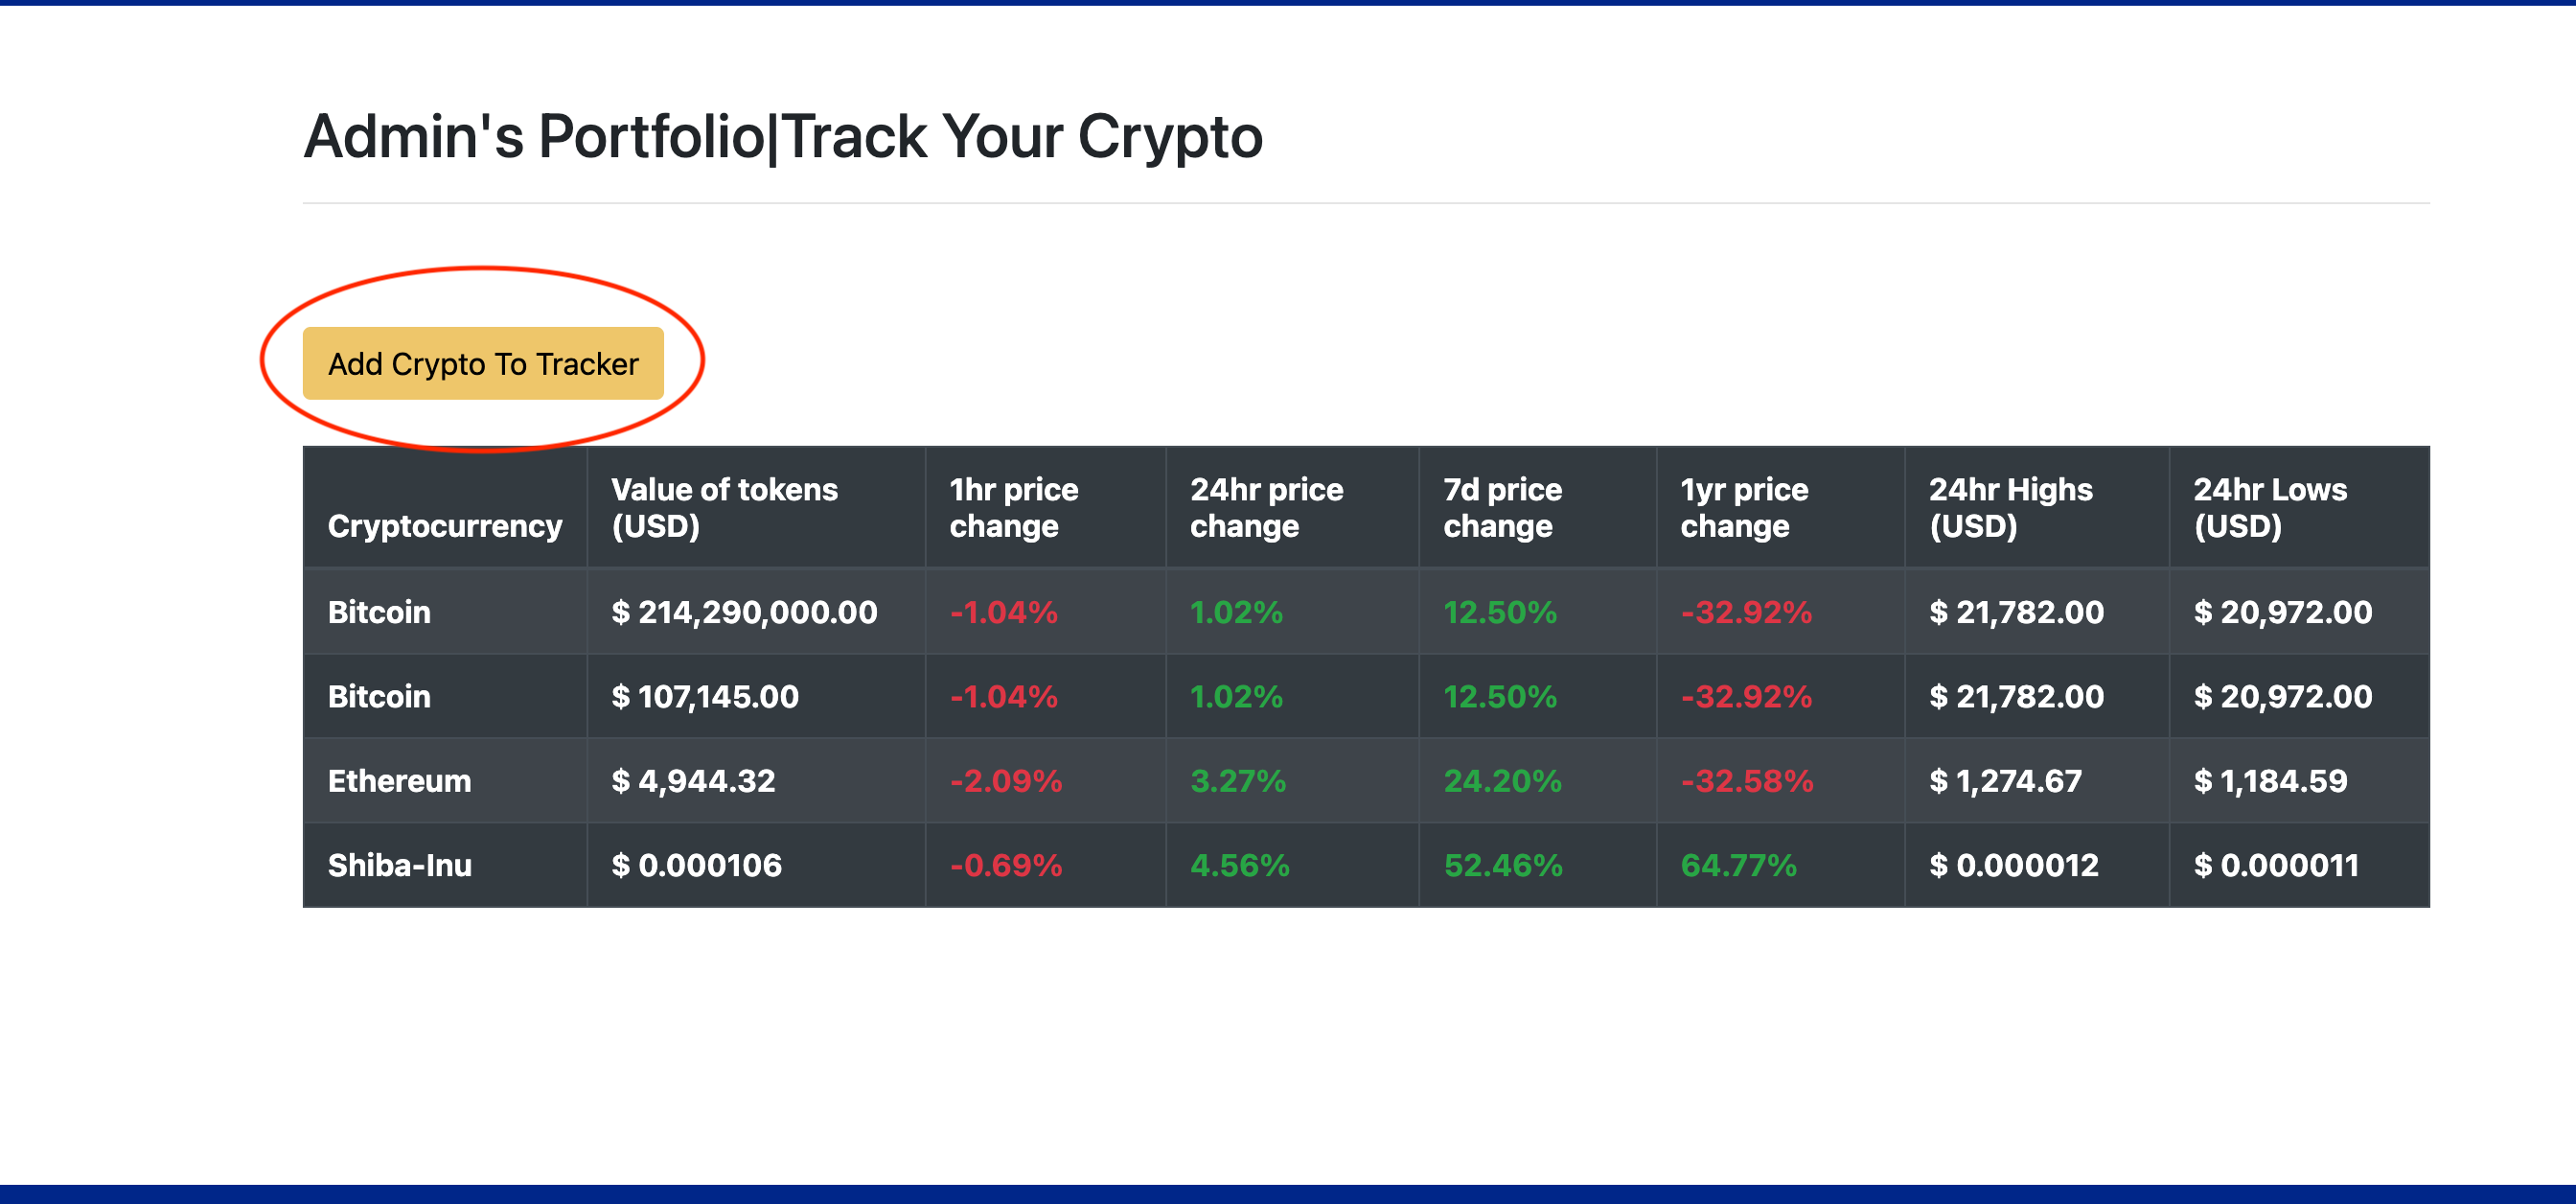 Admin's Portfolio|Track Your Crypto
Add Crypto To Tracker
Cryptocurrency Value of tokens (USD) 1hr price change 24hr price change 7d price change 1yr price change 24hr Highs (USD) 24hr Lows (USD)
Bitcoin $ 214,290,000.00 -1.04% 1.02% 12.50% -32.92% $ 21,782.00 $ 20,972.00
Bitcoin $ 107,145.00 -1.04% 1.02% 12.50% -32.92% $ 21,782.00 $ 20,972.00
Ethereum $ 4,944.32 -2.09% 3.27% 24.20% -32.58% $ 1,274.67 $ 1,184.59
Shiba-Inu $ 0.000106 -0.69% 4.56% 52.46% 64.77% $ 0.000012 $ 0.000011